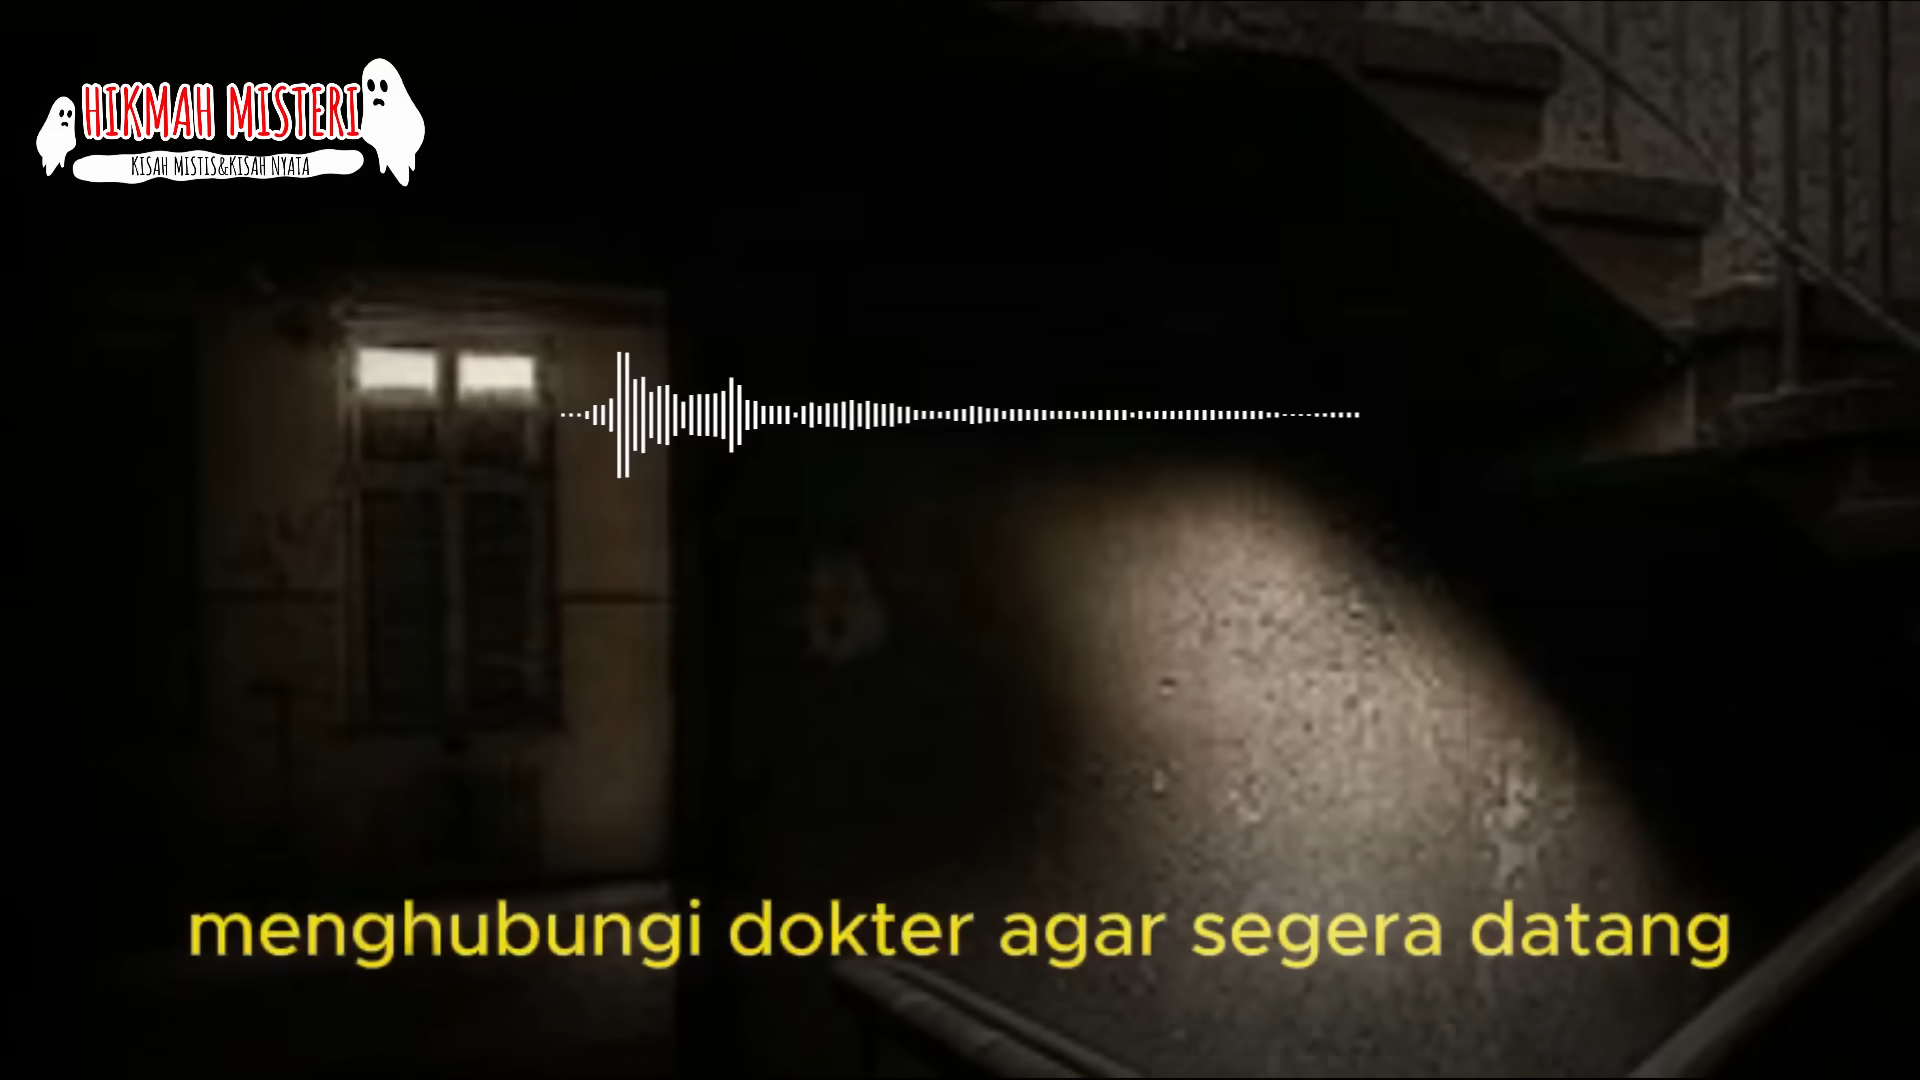 HIKMAH MISTERI
KISAH MISTIS&KISAH NYATA
menghubungi dokter agar segera datang